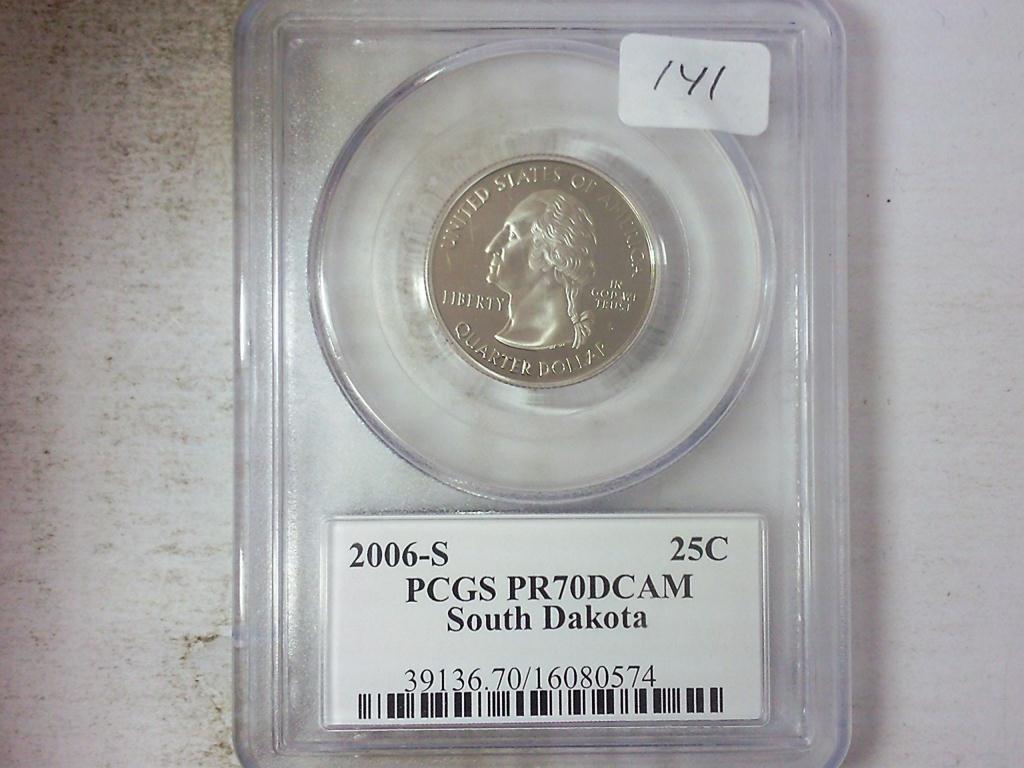 141
UNITED STATES OF AMERICA
LIBERTY
IN
GOD WE
TRUST
QUARTER DOLLAR
2006-S 25C
PCGS PR70DCAM
South Dakota
39136.70/16080574